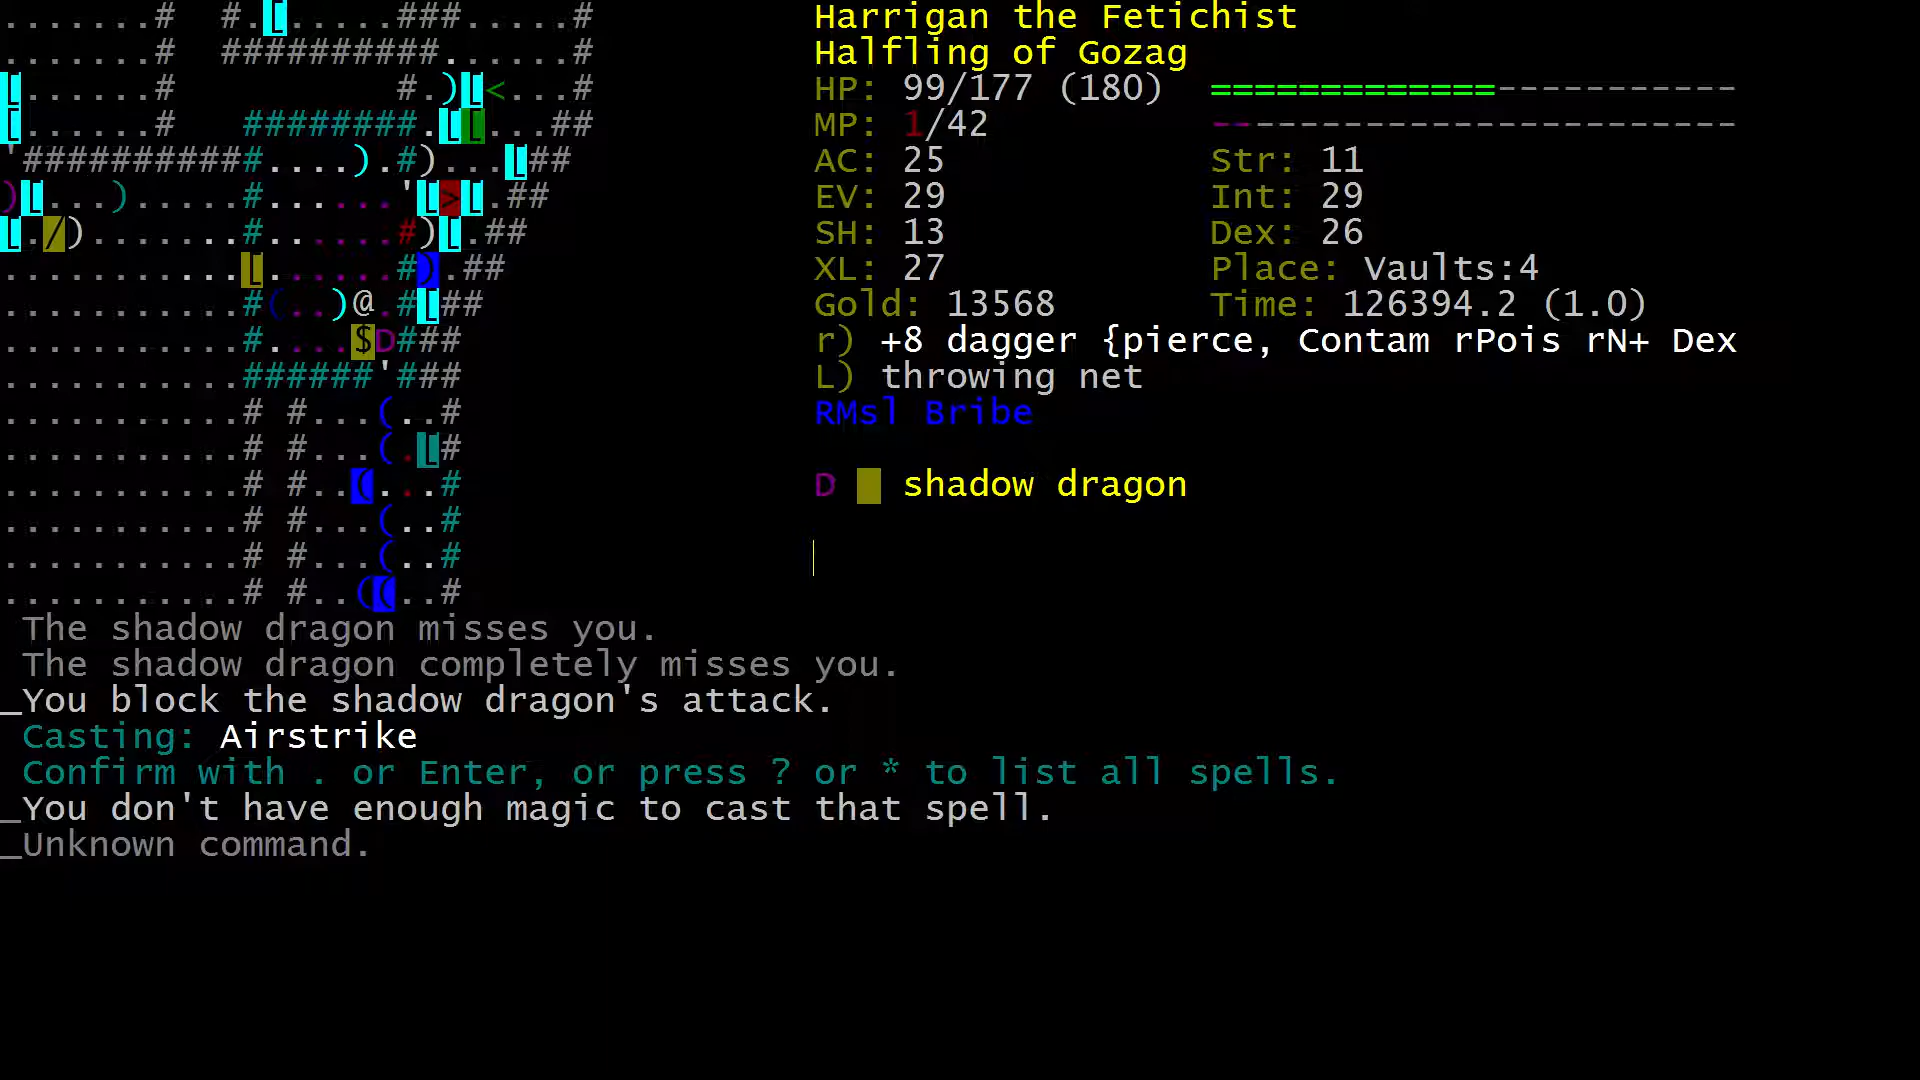 .......#  #.[.....###.....#
.......#  ##########......#
[......#          #.)[<...#
[......#   ########.[[...##
'###########....).#)...[##
)[...).....#......'[>[.##
[./).......#......#)[.##
...........[......#).##
...........#(..)@.#[##
...........#....$D###
...........######'###
...........# #...(..#
...........# #...(.[#
...........# #..(...#
...........# #...(..#
...........# #...(..#
...........# #..((..#
Harrigan the Fetichist
Halfling of Gozag
HP: 99/177 (180) =============-----------
MP: 1/42 ------------------------
AC: 25 Str: 11
EV: 29 Int: 29
SH: 13 Dex: 26
XL: 27 Place: Vaults:4
Gold: 13568 Time: 126394.2 (1.0)
r) +8 dagger {pierce, Contam rPois rN+ Dex
L) throwing net
RMsl Bribe
D shadow dragon
The shadow dragon misses you.
The shadow dragon completely misses you.
_You block the shadow dragon's attack.
Casting: Airstrike
Confirm with . or Enter, or press ? or * to list all spells.
_You don't have enough magic to cast that spell.
_Unknown command.